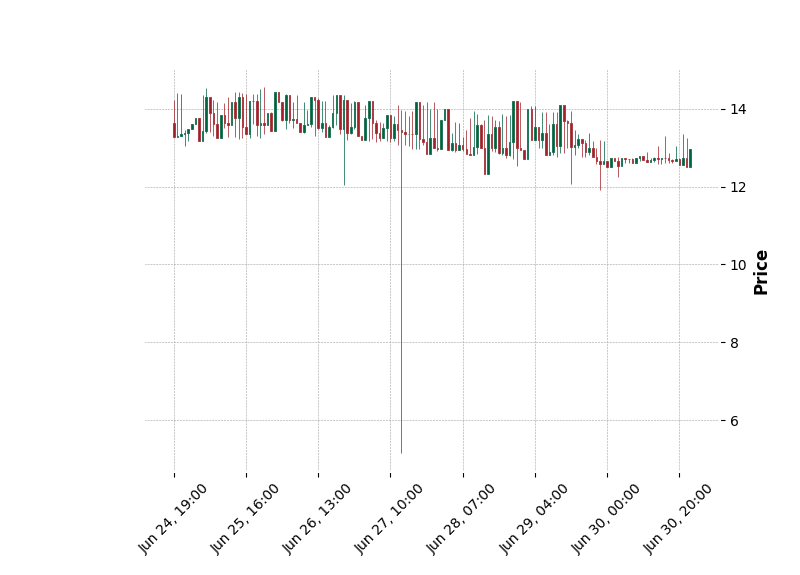 14
12
10
8
6
Price
Jun 24, 19:00
Jun 25, 16:00
Jun 26, 13:00
Jun 27, 10:00
Jun 28, 07:00
Jun 29, 04:00
Jun 30, 00:00
Jun 30, 20:00